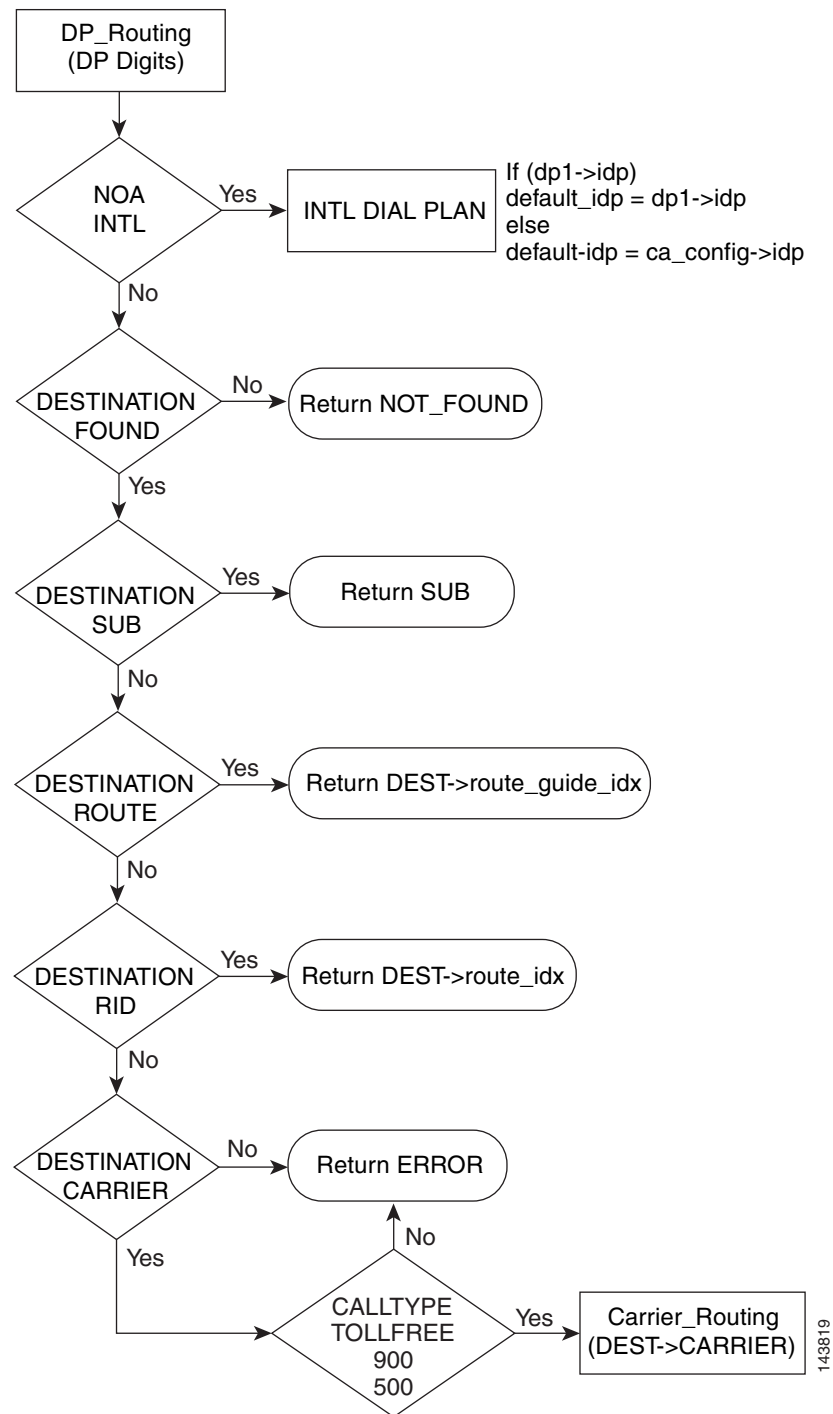 DP_Routing
(DP Digits)
NOA
INTL
Yes
INTL DIAL PLAN
If (dp1->idp)
default_idp = dp1->idp
else
default-idp = ca_config->idp
No
DESTINATION
FOUND
No
Return NOT_FOUND
Yes
DESTINATION
SUB
Yes
Return SUB
No
DESTINATION
ROUTE
Yes
Return DEST->route_guide_idx
No
DESTINATION
RID
Yes
Return DEST->route_idx
No
DESTINATION
CARRIER
No
Return ERROR
Yes
No
CALLTYPE
TOLLFREE
900
500
Yes
Carrier_Routing
(DEST->CARRIER)
143819